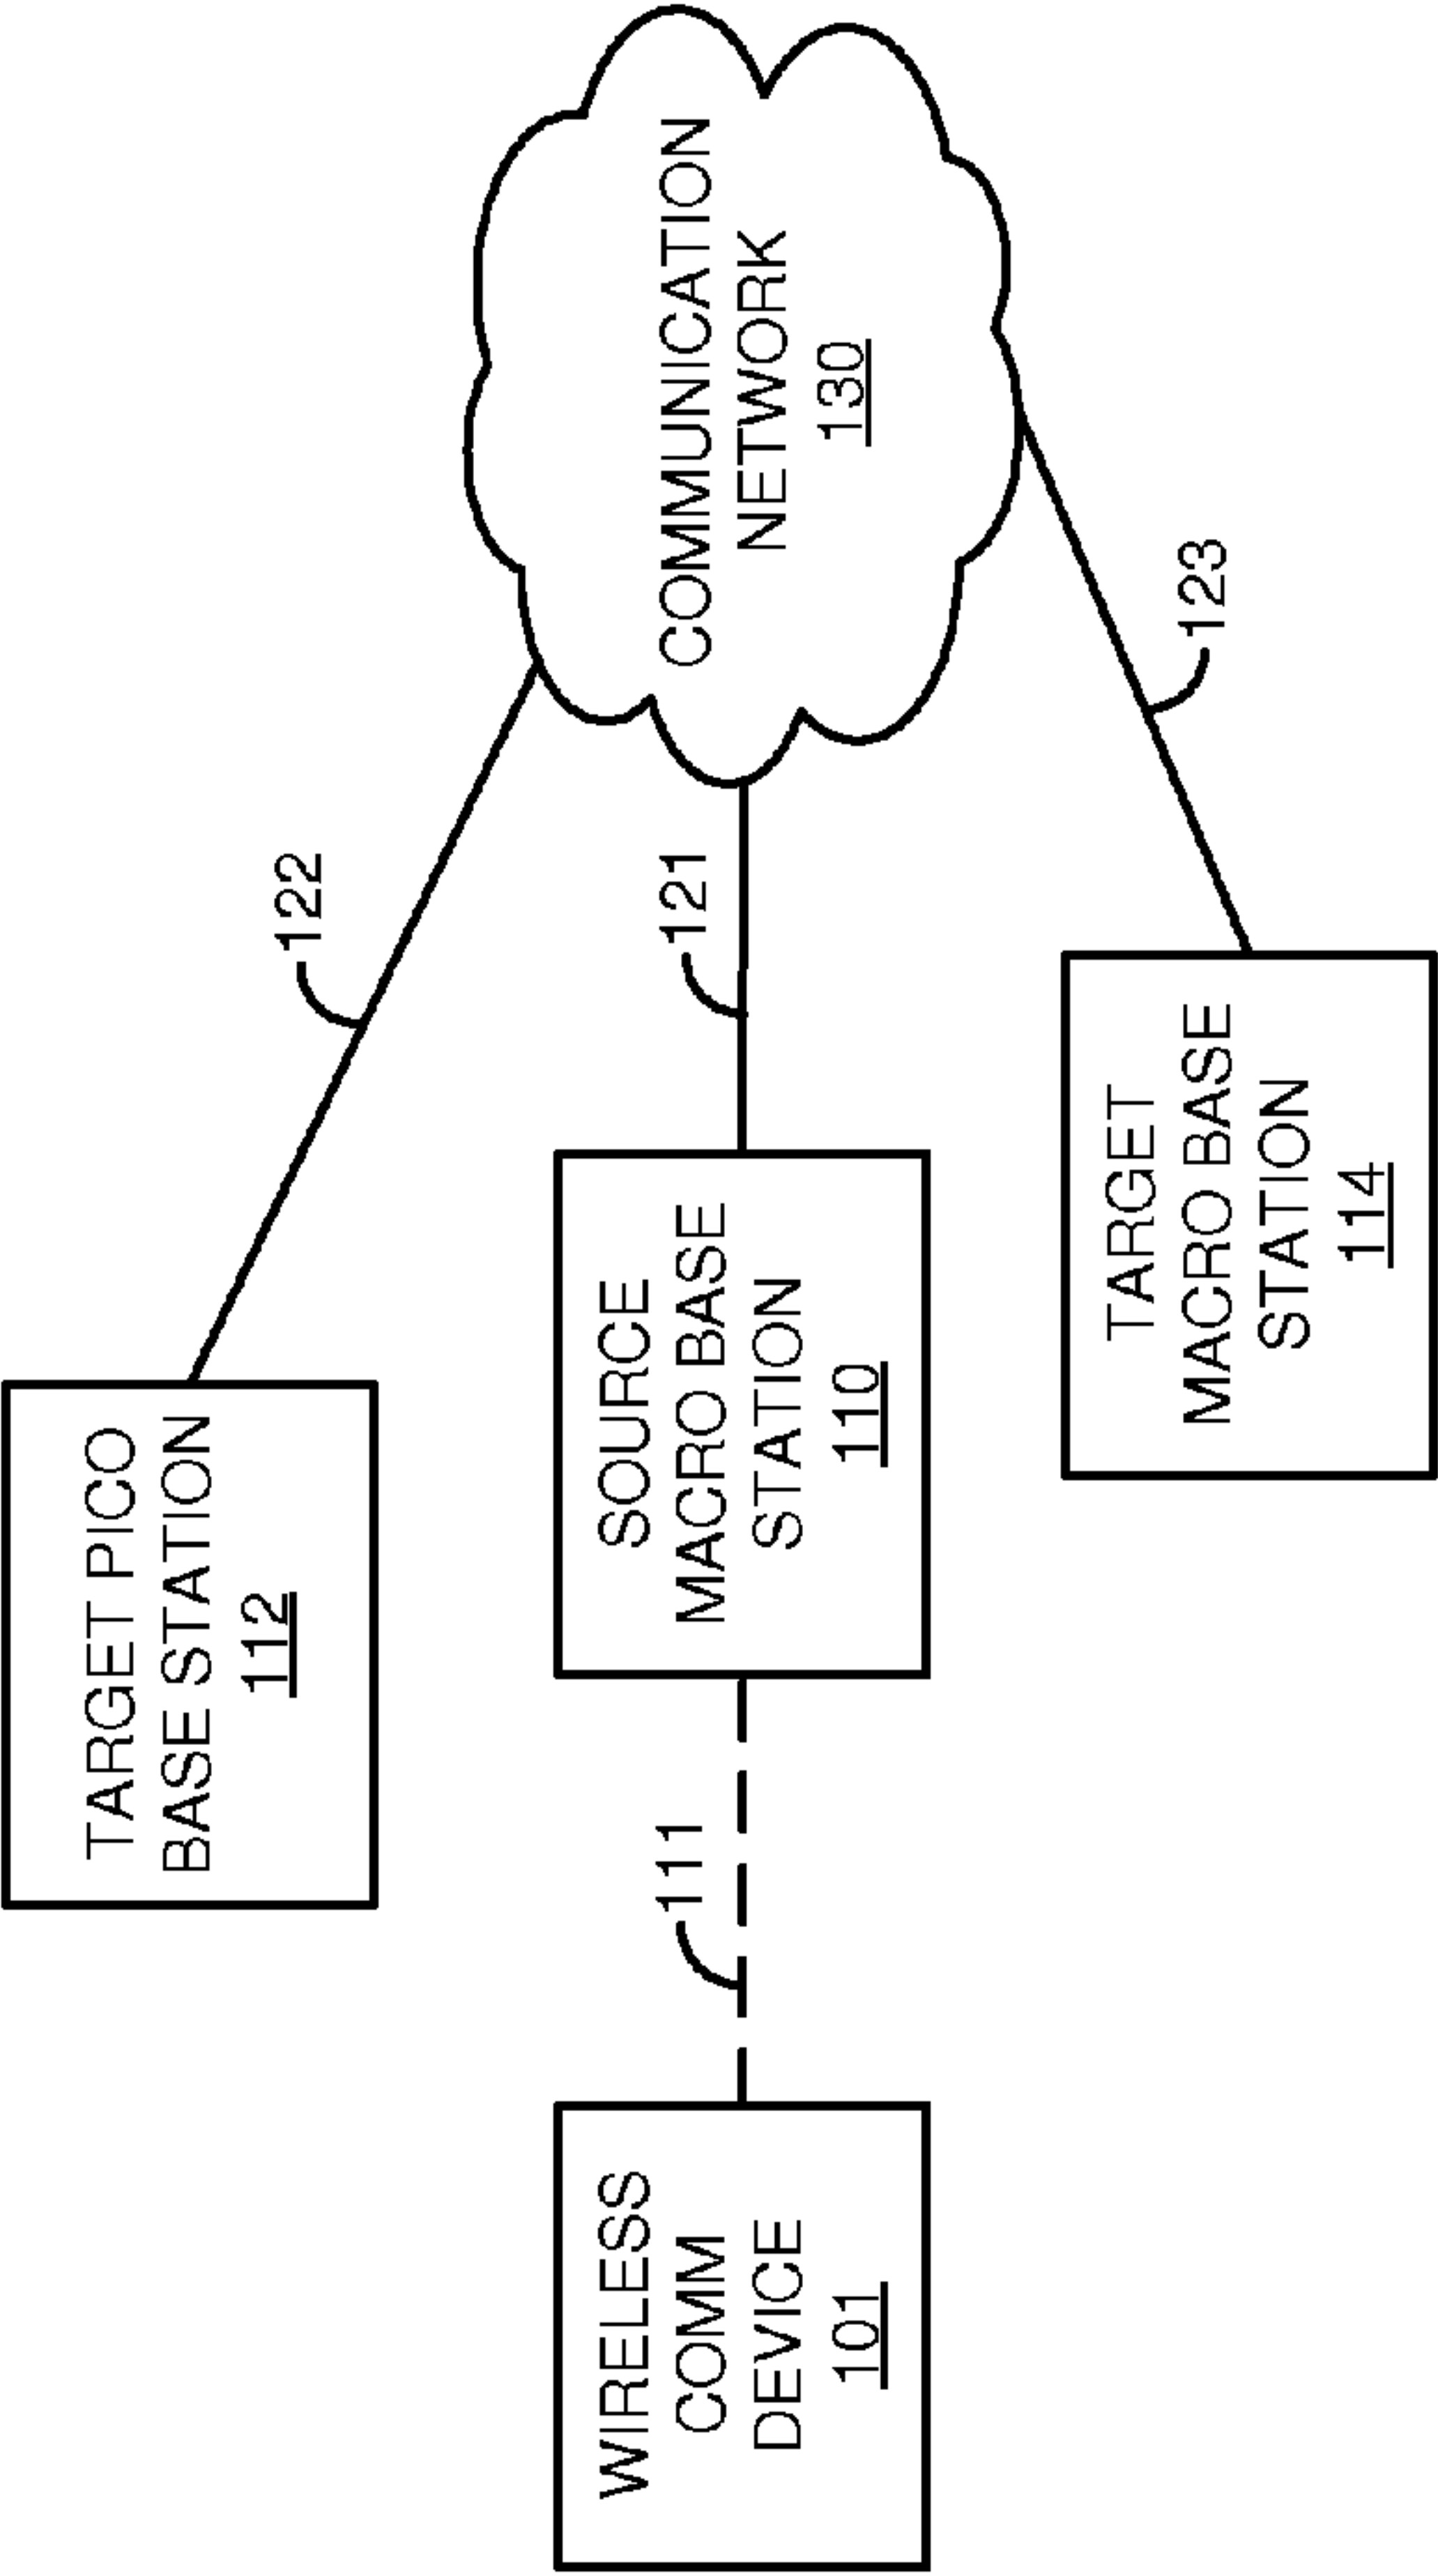 TARGET PICO
BASE STATION
112
122
WIRELESS
COMM
DEVICE
101
111
SOURCE
MACRO BASE
STATION
110
121
COMMUNICATION
NETWORK
130
TARGET
MACRO BASE
STATION
114
123